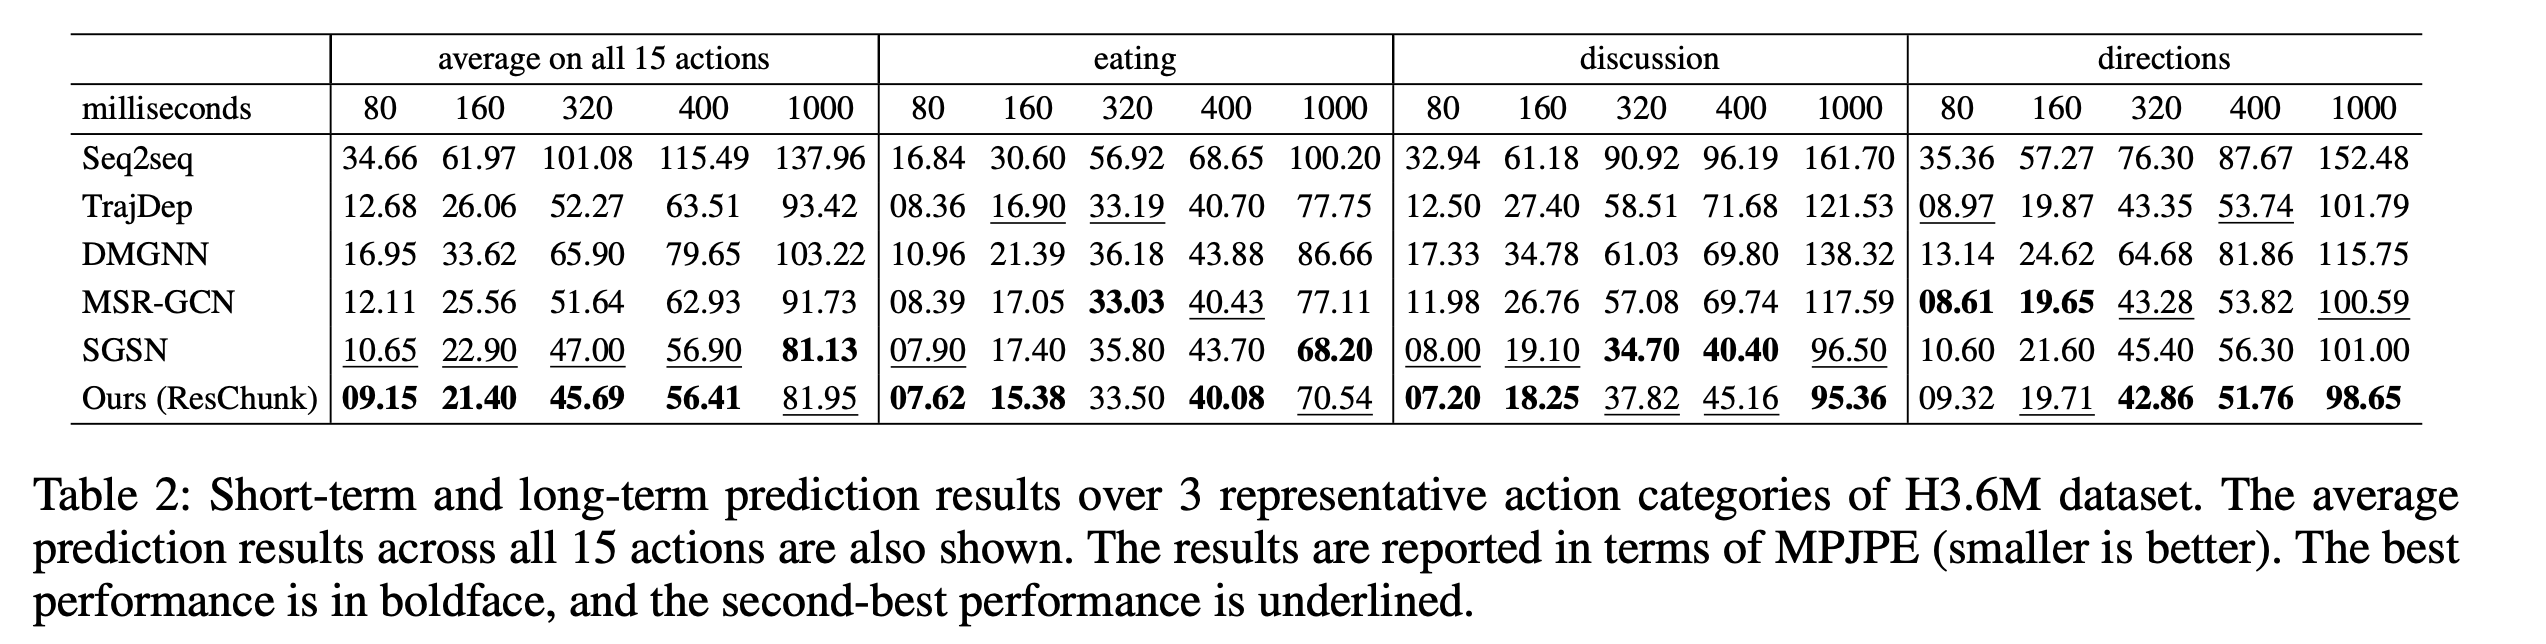 average on all 15 actions eating discussion directions
milliseconds 80 160 320 400 1000 80 160 320 400 1000 80 160 320 400 1000 80 160 320 400 1000
Seq2seq 34.66 61.97 101.08 115.49 137.96 16.84 30.60 56.92 68.65 100.20 32.94 61.18 90.92 96.19 161.70 35.36 57.27 76.30 87.67 152.48
TrajDep 12.68 26.06 52.27 63.51 93.42 08.36 16.90 33.19 40.70 77.75 12.50 27.40 58.51 71.68 121.53 08.97 19.87 43.35 53.74 101.79
DMGNN 16.95 33.62 65.90 79.65 103.22 10.96 21.39 36.18 43.88 86.66 17.33 34.78 61.03 69.80 138.32 13.14 24.62 64.68 81.86 115.75
MSR-GCN 12.11 25.56 51.64 62.93 91.73 08.39 17.05 33.03 40.43 77.11 11.98 26.76 57.08 69.74 117.59 08.61 19.65 43.28 53.82 100.59
SGSN 10.65 22.90 47.00 56.90 81.13 07.90 17.40 35.80 43.70 68.20 08.00 19.10 34.70 40.40 96.50 10.60 21.60 45.40 56.30 101.00
Ours (ResChunk) 09.15 21.40 45.69 56.41 81.95 07.62 15.38 33.50 40.08 70.54 07.20 18.25 37.82 45.16 95.36 09.32 19.71 42.86 51.76 98.65
Table 2: Short-term and long-term prediction results over 3 representative action categories of H3.6M dataset. The average
prediction results across all 15 actions are also shown. The results are reported in terms of MPJPE (smaller is better). The best
performance is in boldface, and the second-best performance is underlined.